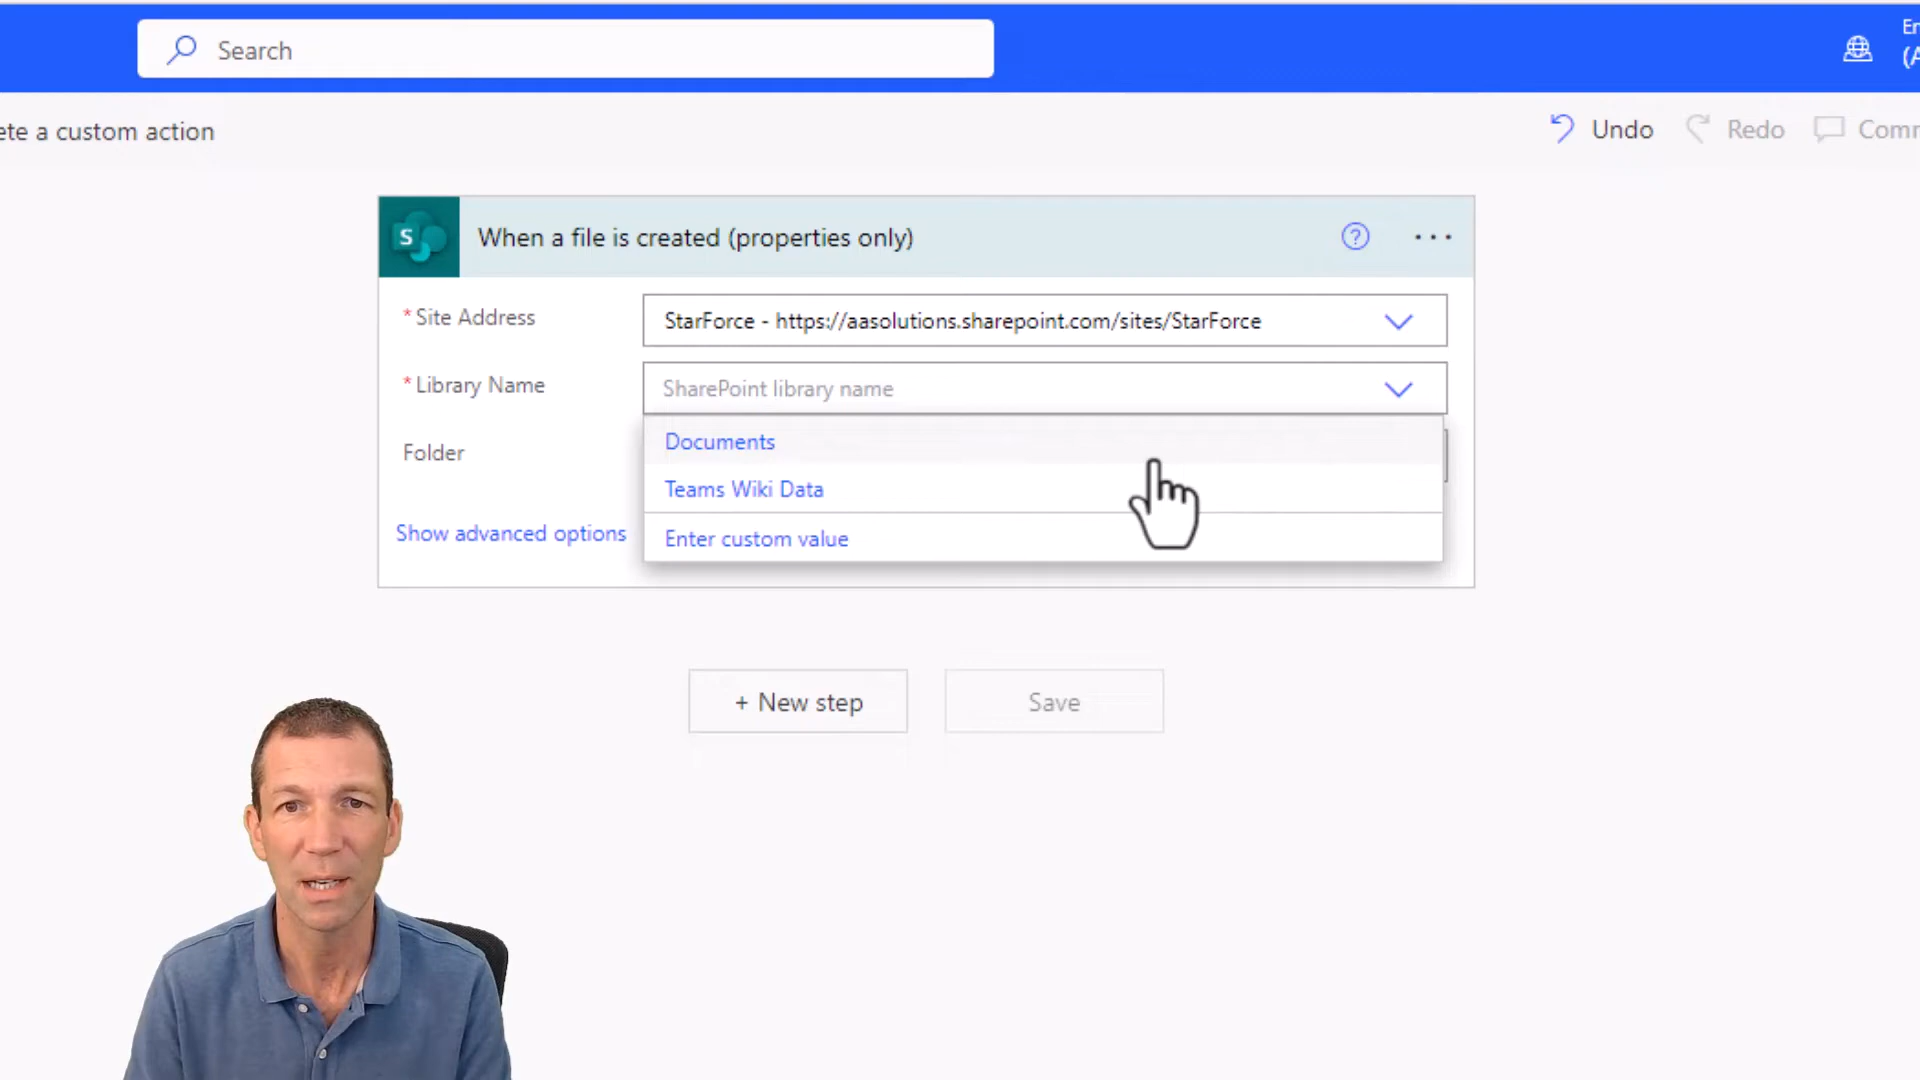 Search
En
(A
ete a custom action
Undo
Redo
Comm
S
When a file is created (properties only)
?
* Site Address
StarForce - https://aasolutions.sharepoint.com/sites/StarForce
* Library Name
SharePoint library name
Folder
Documents
Teams Wiki Data
Enter custom value
Show advanced options
+ New step
Save